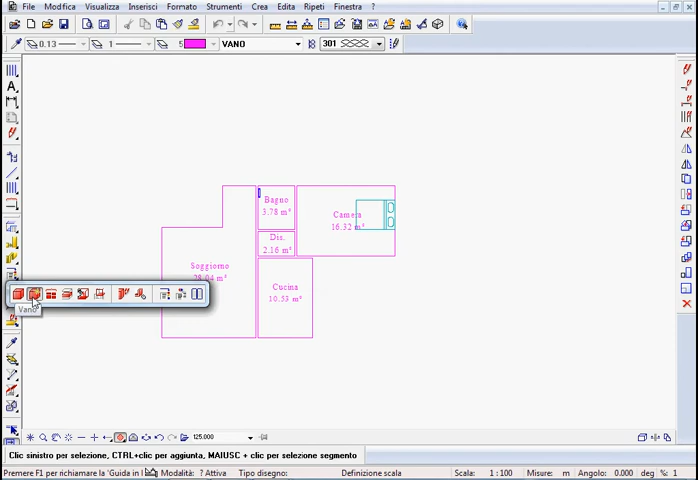 File Modifica Visualizza Inserisci Formato Strumenti Crea Edita Ripeti Finestra ?
0.13 1 5 VANO 301
Bagno
3.78 m²
Camera
16.32 m²
Dis.
2.16 m²
Soggiorno
28.04 m²
Cucina
10.53 m²
Vano
125.000
Clic sinistro per selezione, CTRL+clic per aggiunta, MAIUSC + clic per selezione segmento
Premere F1 per richiamare la 'Guida in l Modalità: ? Attiva Tipo disegno: Definizione scala Scala: 1 : 100 Misure: m Angolo: 0.000 deg %: 1